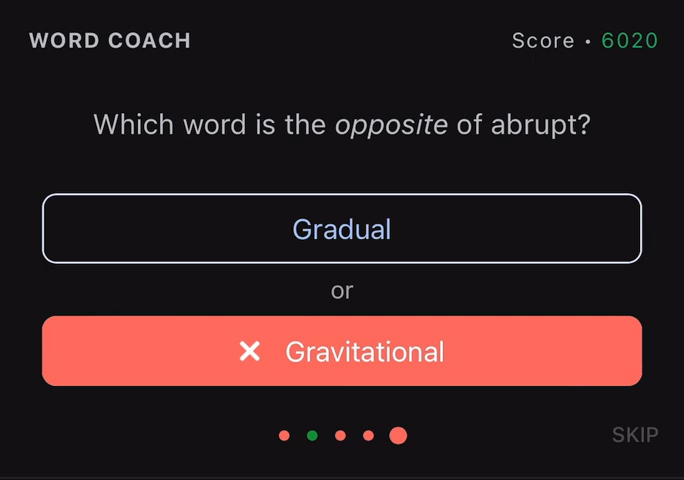 WORD COACH
Score • 6020
Which word is the opposite of abrupt?
Gradual
or
✕ Gravitational
SKIP